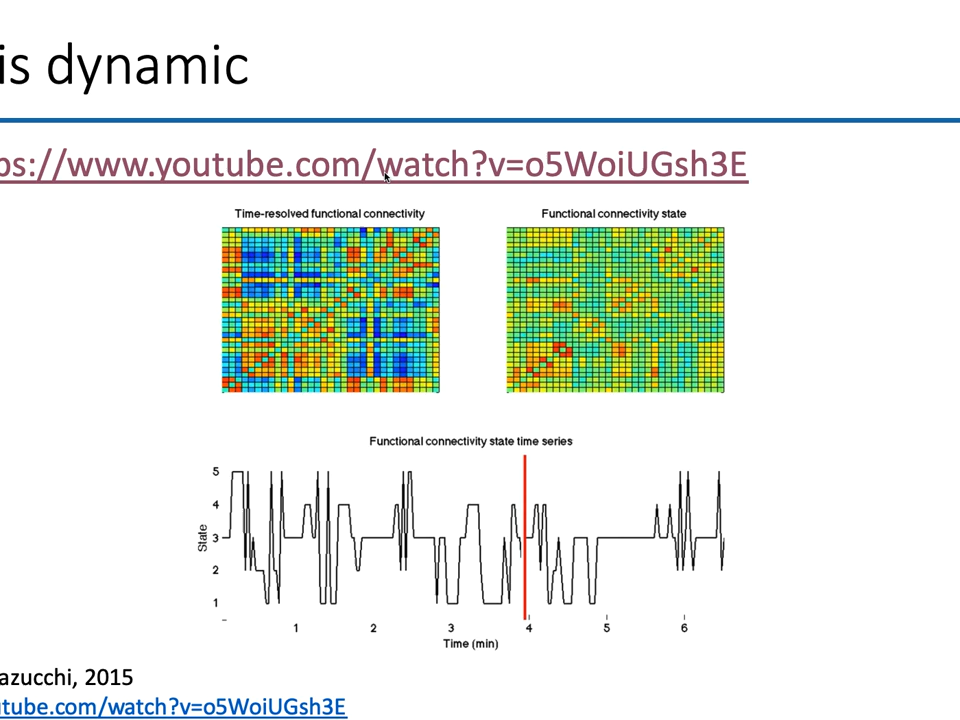 is dynamic
ps://www.youtube.com/watch?v=o5WoiUGsh3E
Time-resolved functional connectivity
Functional connectivity state
Functional connectivity state time series
State
5
4
3
2
1
1 2 3 4 5 6
Time (min)
azucchi, 2015
utube.com/watch?v=o5WoiUGsh3E